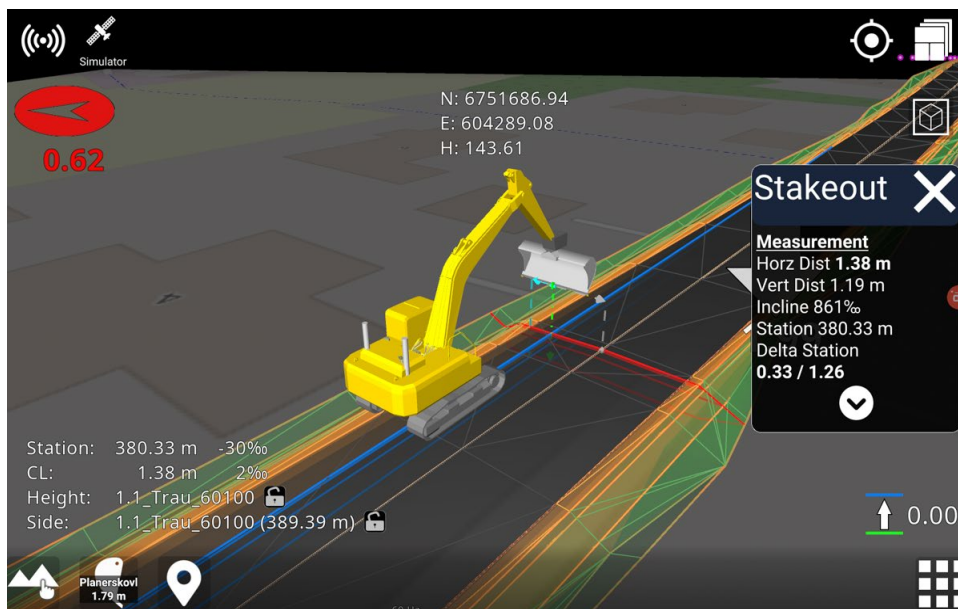 Simulator
N: 6751686.94
E: 604289.08
H: 143.61
0.62
Stakeout
Measurement
Horz Dist 1.38 m
Vert Dist 1.19 m
Incline 861‰
Station 380.33 m
Delta Station
0.33 / 1.26
Station: 380.33 m -30‰
CL: 1.38 m 2‰
Height: 1.1_Trau_60100
Side: 1.1_Trau_60100 (389.39 m)
0.00
Planerskovl
1.79 m